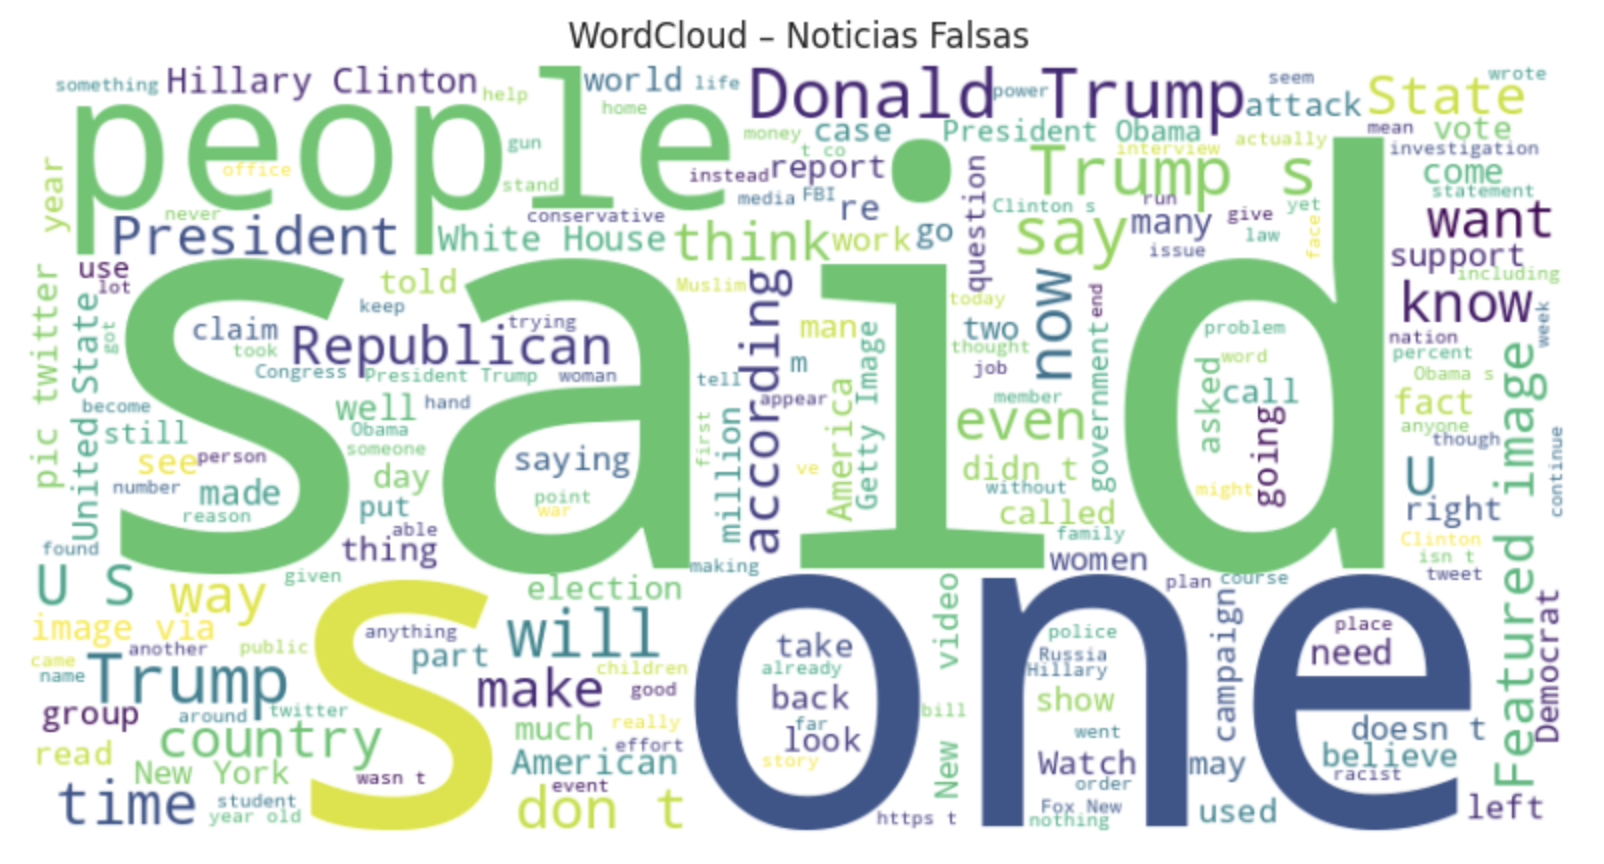 WordCloud – Noticias Falsas
something
Hillary Clinton
help
world
life
home
Donald Trump
power
attack
seem
wrote
State
mean
vote
people
gun
office
stand
year
never
money
case
President Obama
t co
instead
report
interview
actually
investigation
come
statement
Trump s
media
FBI
re
conservative
question
Clinton s
run
yet
give
law
issue
face
many
want
President
White House
think
work
go
say
support
including
use
lot
told
keep
Muslim
according
today
now
end
know
nation
week
said
claim
took
trying
Republican
man
two
thought
job
problem
word
percent
pic twitter
United State
got
Congress
President Trump
woman
tell
m
appear
member
asked
call
Obama s
fact
anyone
though
become
well
hand
Obama
someone
first
million
America
Getty Image
even
government
going
still
see
person
saying
day
ve
didn t
without
might
U
right
continue
Featured image
number
made
reason
put
point
war
able
thing
called
family
women
Clinton
isn t
tweet
found
U S
way
given
election
making
plan
course
image via
another
public
anything
part
will
video
police
Russia
Hillary
campaign
place
need
Democrat
came
name
Trump
children
make
good
take
already
back
far
look
story
show
went
group
around
twitter
s
one
much
really
effort
bill
doesn t
believe
racist
read
country
New York
wasn t
American
event
New
Watch
order
may
time
student
year old
don t
https t
Fox New
nothing
used
left